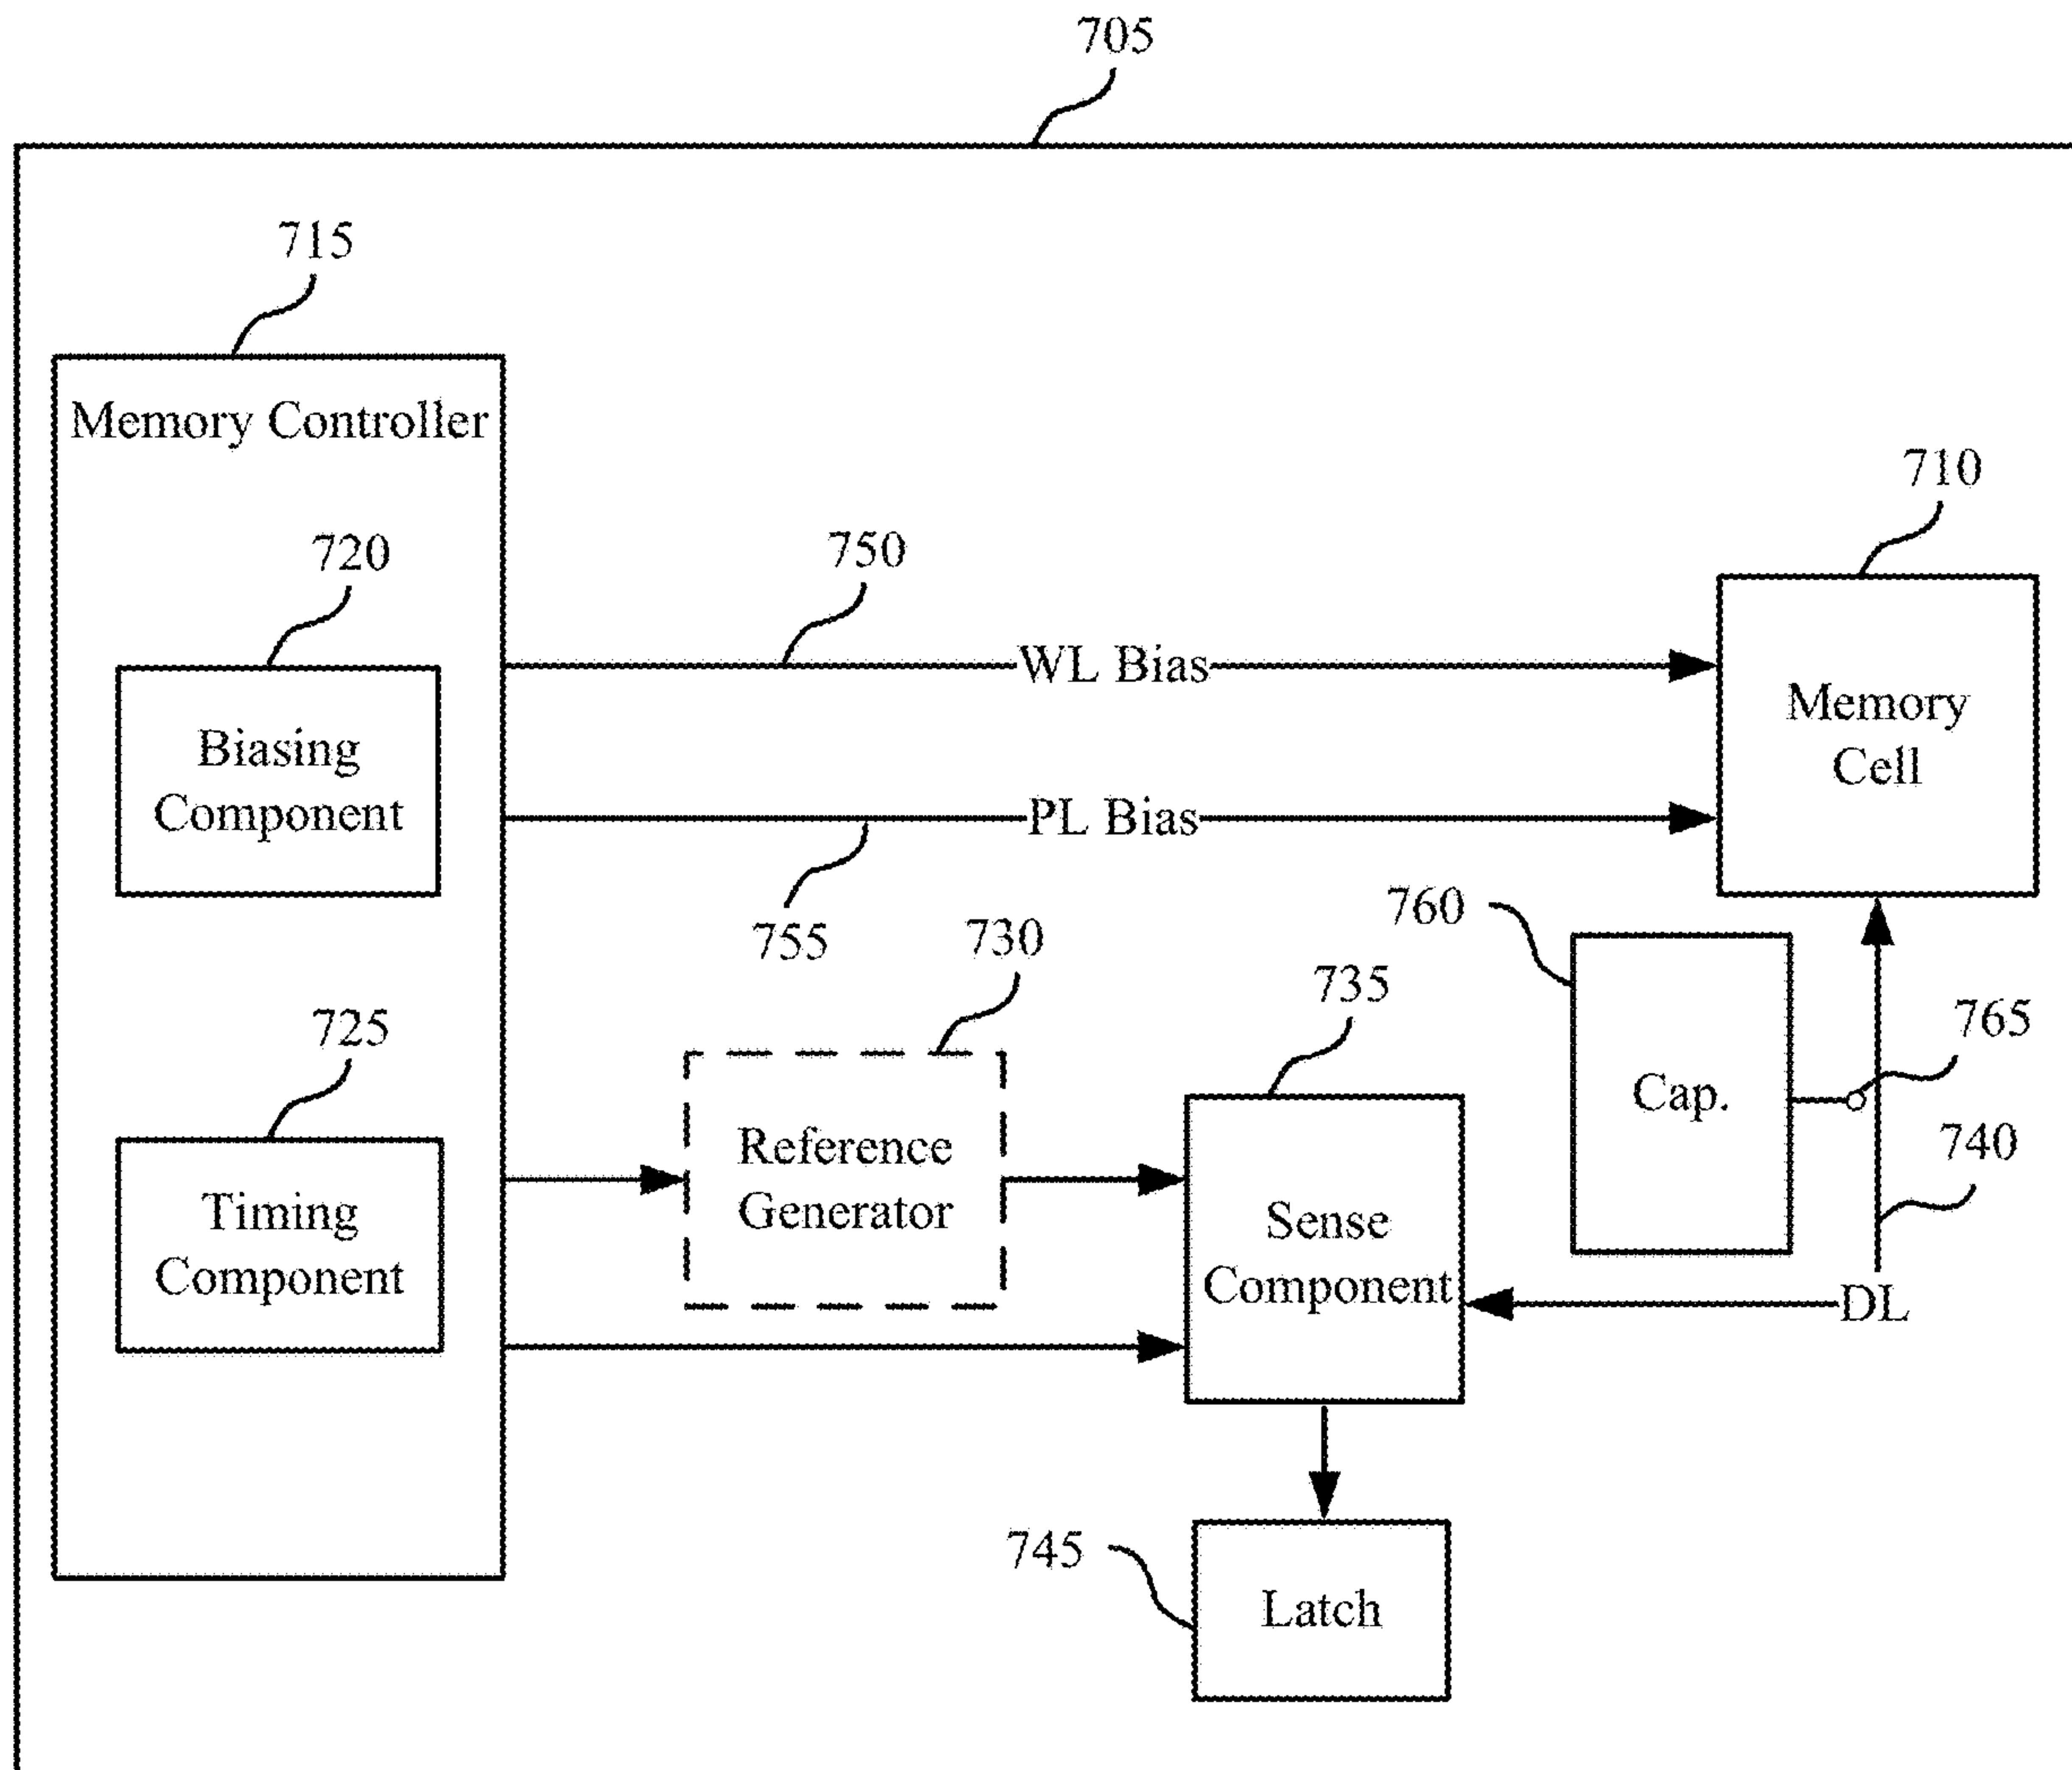 705
715
Memory Controller
710
720
750
WL Bias
Memory
Cell
Biasing
Component
PL Bias
755
760
730
735
765
725
Cap.
740
Reference
Generator
Sense
Component
Timing
Component
DL
745
Latch